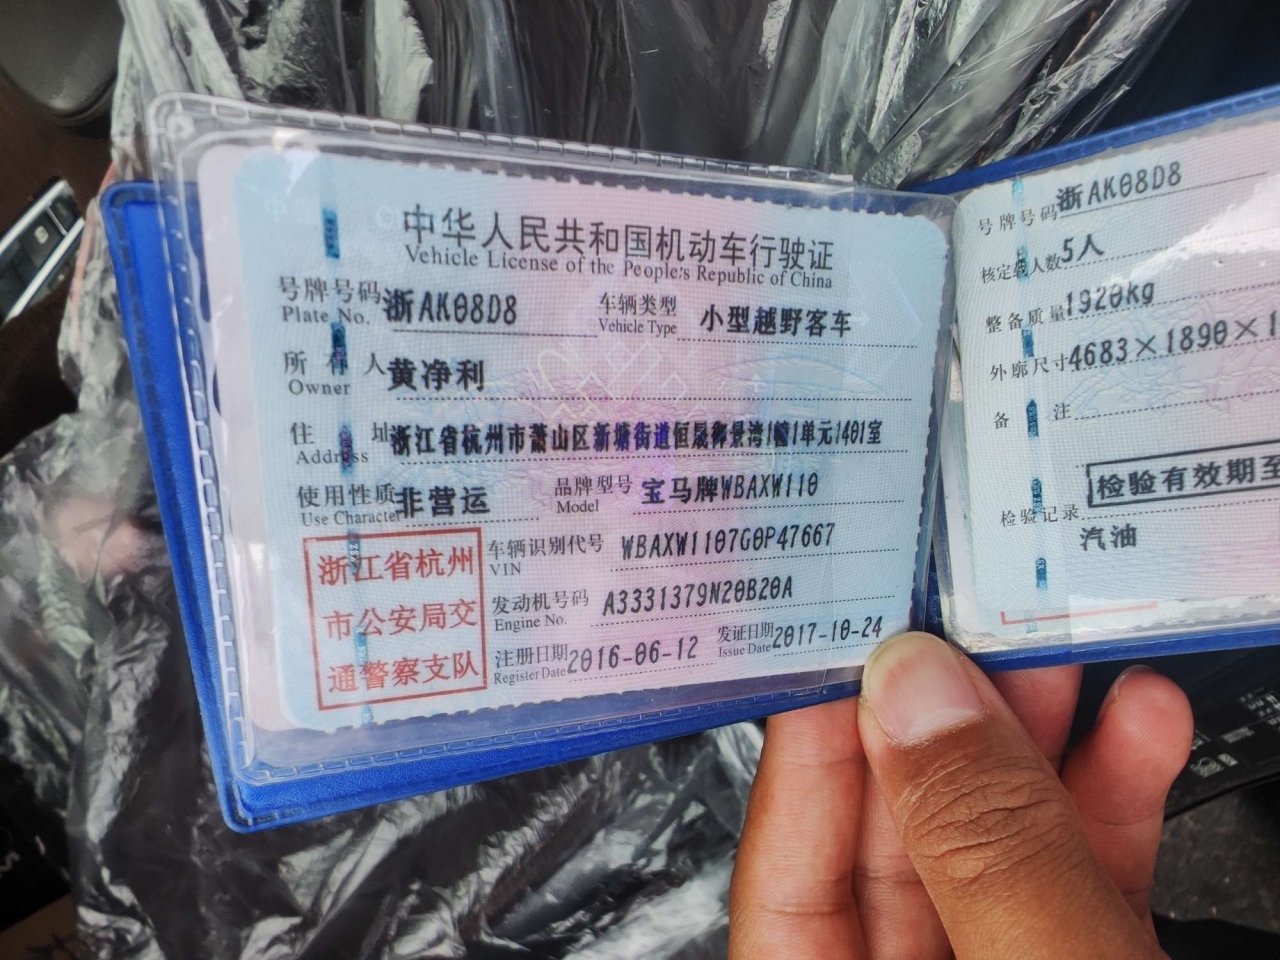 中华人民共和国机动车行驶证
Vehicle License of the People's Republic of China
号牌号码 浙AK08D8 车辆类型 小型越野客车
Plate No. Vehicle Type
所有人 黄净利
Owner
住址 浙江省杭州市萧山区新塘街道恒晟御景湾1幢1单元1401室
Address
使用性质 非营运 品牌型号 宝马牌WBAXW110
Use Character Model
浙江省杭州
市公安局交
通警察支队
车辆识别代号 WBAXW1107G0P47667
VIN
发动机号码 A3331379N20B20A
Engine No.
注册日期 2016-06-12 发证日期 2017-10-24
Register Date Issue Date
号牌号码 浙AK08D8
核定载人数 5人
整备质量 1920kg
外廓尺寸 4683×1890×1
备注
检验有效期至
检验记录
汽油